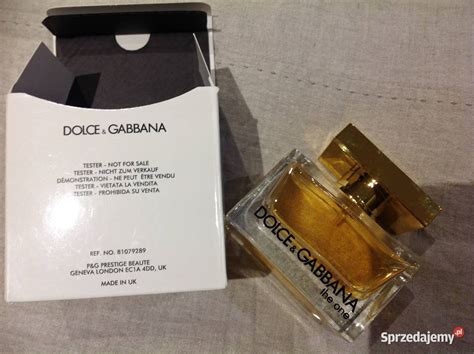 DOLCE & GABBANA
TESTER - NOT FOR SALE
TESTER - NICHT ZUM VERKAUF
DÉMONSTRATION - NE PEUT ÊTRE VENDU
TESTER - VIETATA LA VENDITA
TESTER - PROHIBIDA SU VENTA
REF. NO. 81079289
P&G PRESTIGE BEAUTE
GENEVA LONDON EC1A 4DD, UK
MADE IN UK
DOLCE & GABBANA
the one
Sprzedajemy.pl